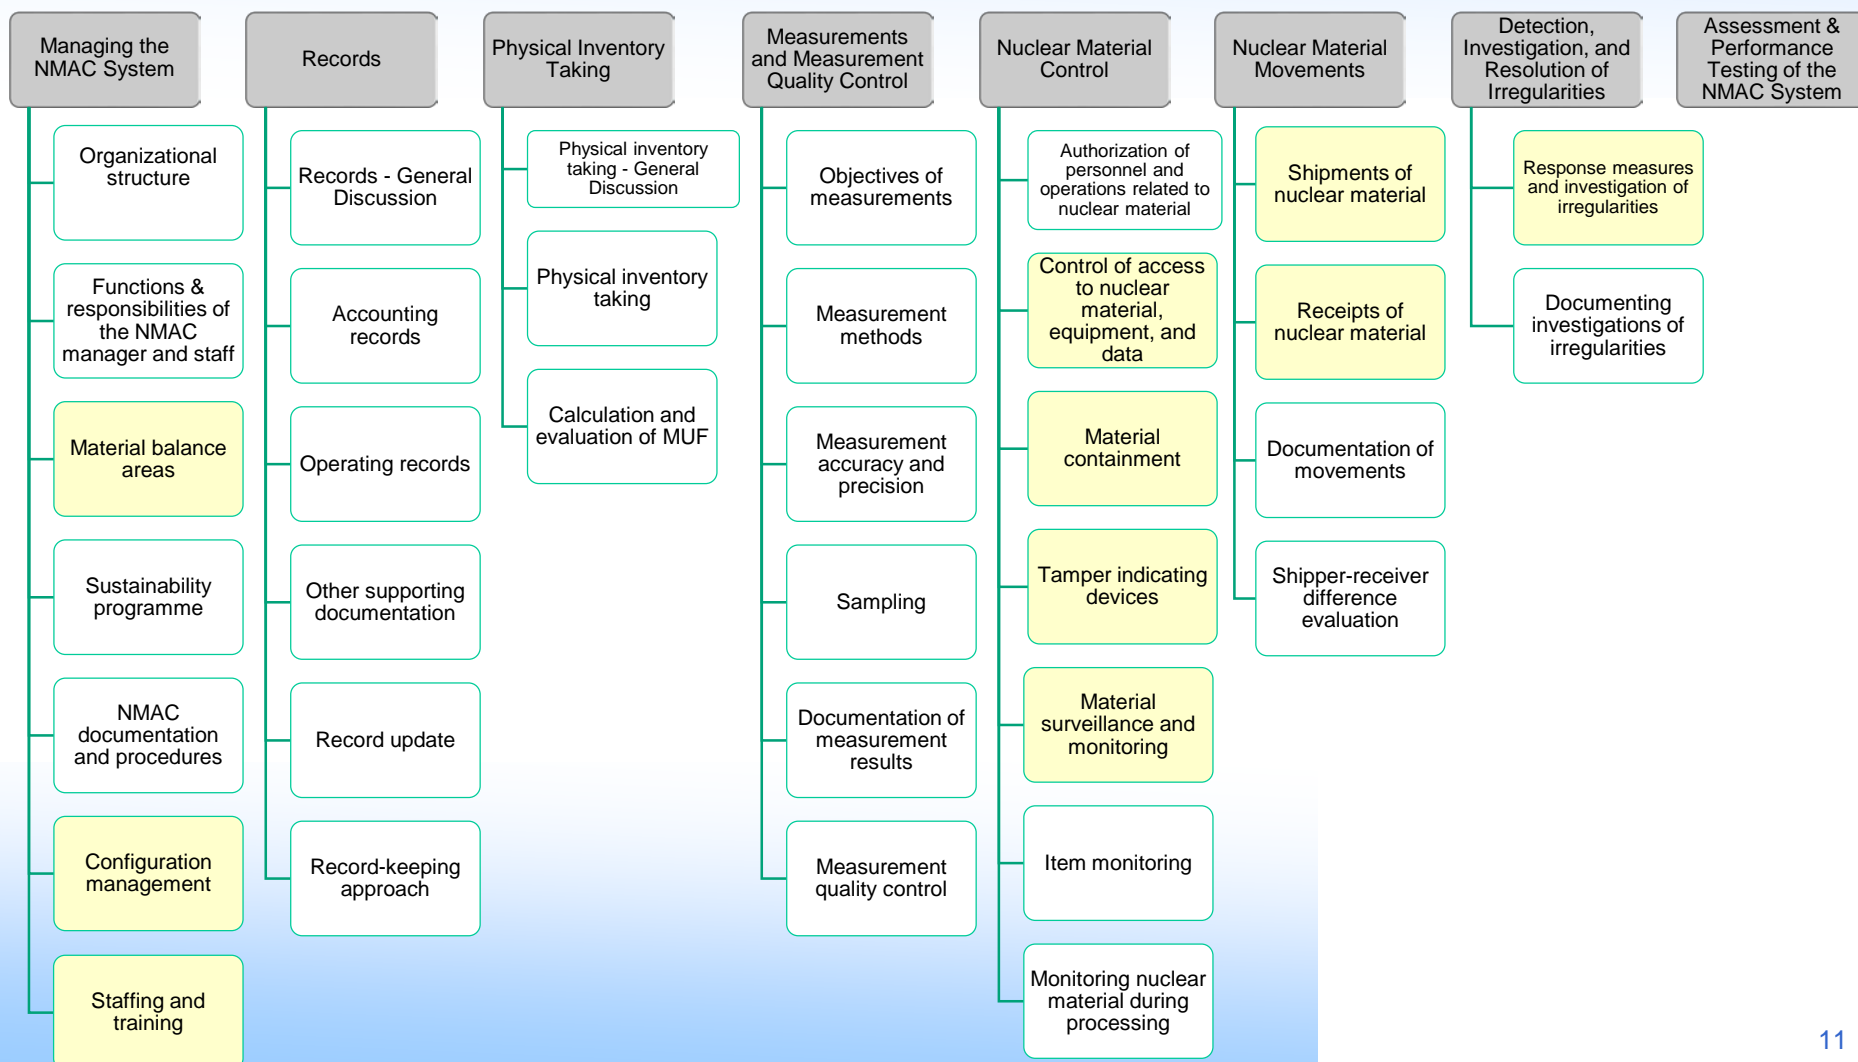 Managing the
NMAC System
Organizational
structure
Functions &
responsibilities of
the NMAC
manager and staff
Material balance
areas
Sustainability
programme
NMAC
documentation
and procedures
Configuration
management
Staffing and
training
Records
Records - General
Discussion
Accounting
records
Operating records
Other supporting
documentation
Record update
Record-keeping
approach
Physical Inventory
Taking
Physical inventory
taking - General
Discussion
Physical inventory
taking
Calculation and
evaluation of MUF
Measurements
and Measurement
Quality Control
Objectives of
measurements
Measurement
methods
Measurement
accuracy and
precision
Sampling
Documentation of
measurement
results
Measurement
quality control
Nuclear Material
Control
Authorization of
personnel and
operations related to
nuclear material
Control of access
to nuclear
material,
equipment, and
data
Material
containment
Tamper indicating
devices
Material
surveillance and
monitoring
Item monitoring
Monitoring nuclear
material during
processing
Nuclear Material
Movements
Shipments of
nuclear material
Receipts of
nuclear material
Documentation of
movements
Shipper-receiver
difference
evaluation
Detection,
Investigation, and
Resolution of
Irregularities
Response measures
and investigation of
irregularities
Documenting
investigations of
irregularities
Assessment &
Performance
Testing of the
NMAC System
11